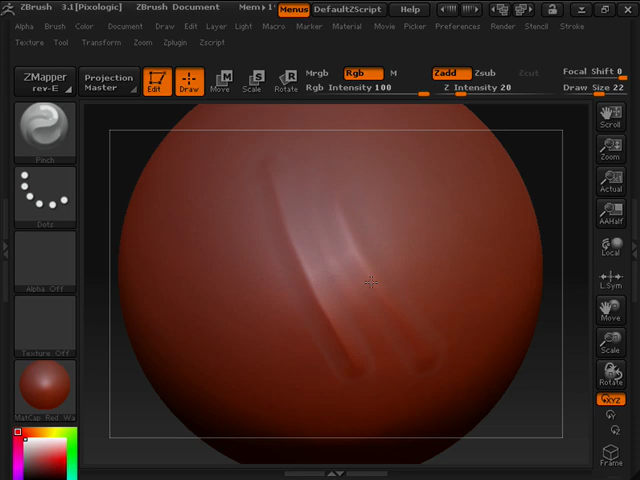 ZBrush 3.1[Pixologic] ZBrush Document Mem▸1 Menus DefaultZScript Help
Alpha Brush Color Document Draw Edit Layer Light Macro Marker Material Movie Picker Preferences Render Stencil Stroke
Texture Tool Transform Zoom Zplugin Zscript
ZMapper
rev-E
Projection
Master
Edit Draw Move Scale Rotate
Mrgb Rgb M
Rgb Intensity 100
Zadd Zsub Zcut
Z Intensity 20
Focal Shift 0
Draw Size 22
Pinch
Dots
Alpha Off
Texture Off
MatCap Red Wa
Scroll
Zoom
Actual
AAHalf
Local
L.Sym
Move
Scale
Rotate
XYZ
Y
Z
Frame